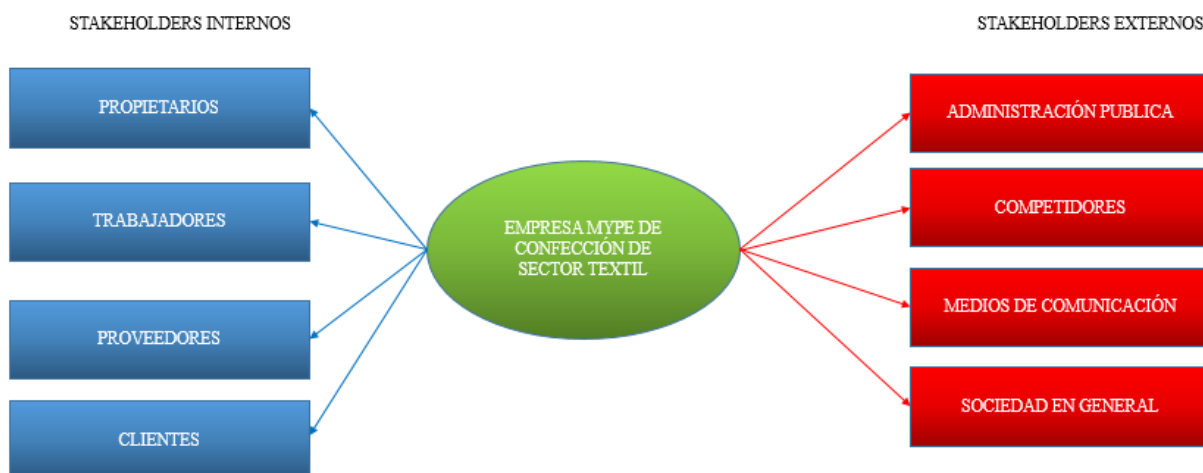 STAKEHOLDERS INTERNOS
STAKEHOLDERS EXTERNOS
PROPIETARIOS
TRABAJADORES
PROVEEDORES
CLIENTES
EMPRESA MYPE DE
CONFECCIÓN DE
SECTOR TEXTIL
ADMINISTRACIÓN PUBLICA
COMPETIDORES
MEDIOS DE COMUNICACIÓN
SOCIEDAD EN GENERAL